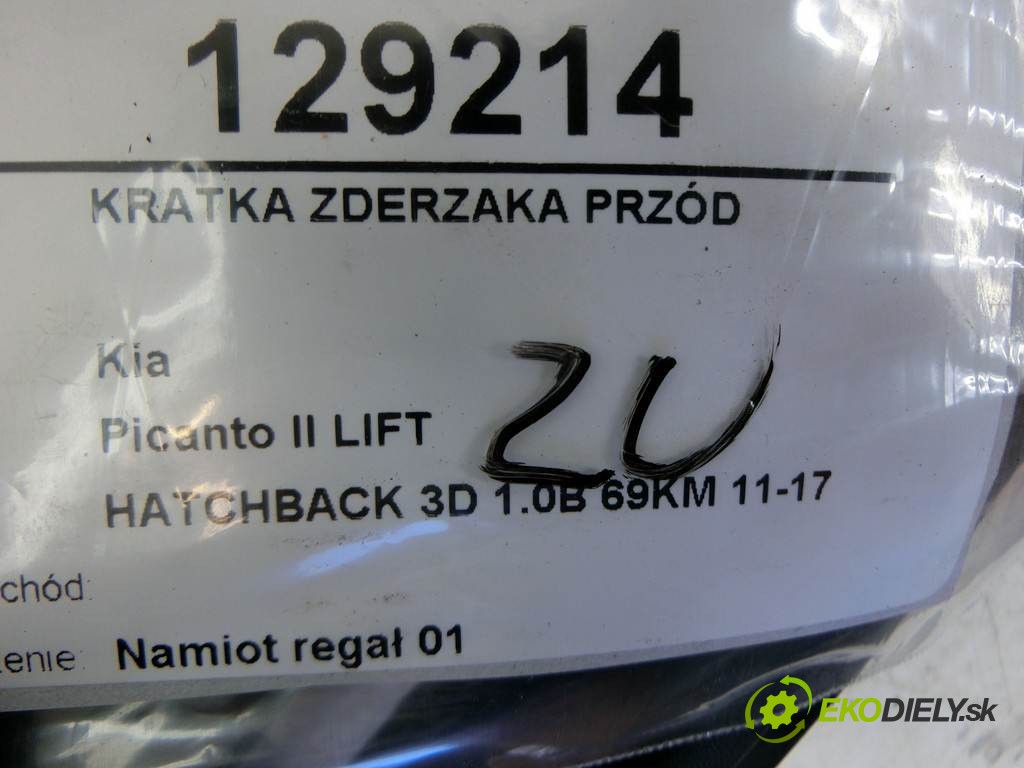 129214
KRATKA ZDERZAKA PRZÓD
Kia
Picanto II LIFT
ZU
HATCHBACK 3D 1.0B 69KM 11-17
chód:
enie: Namiot regał 01
EKODIELY.sk